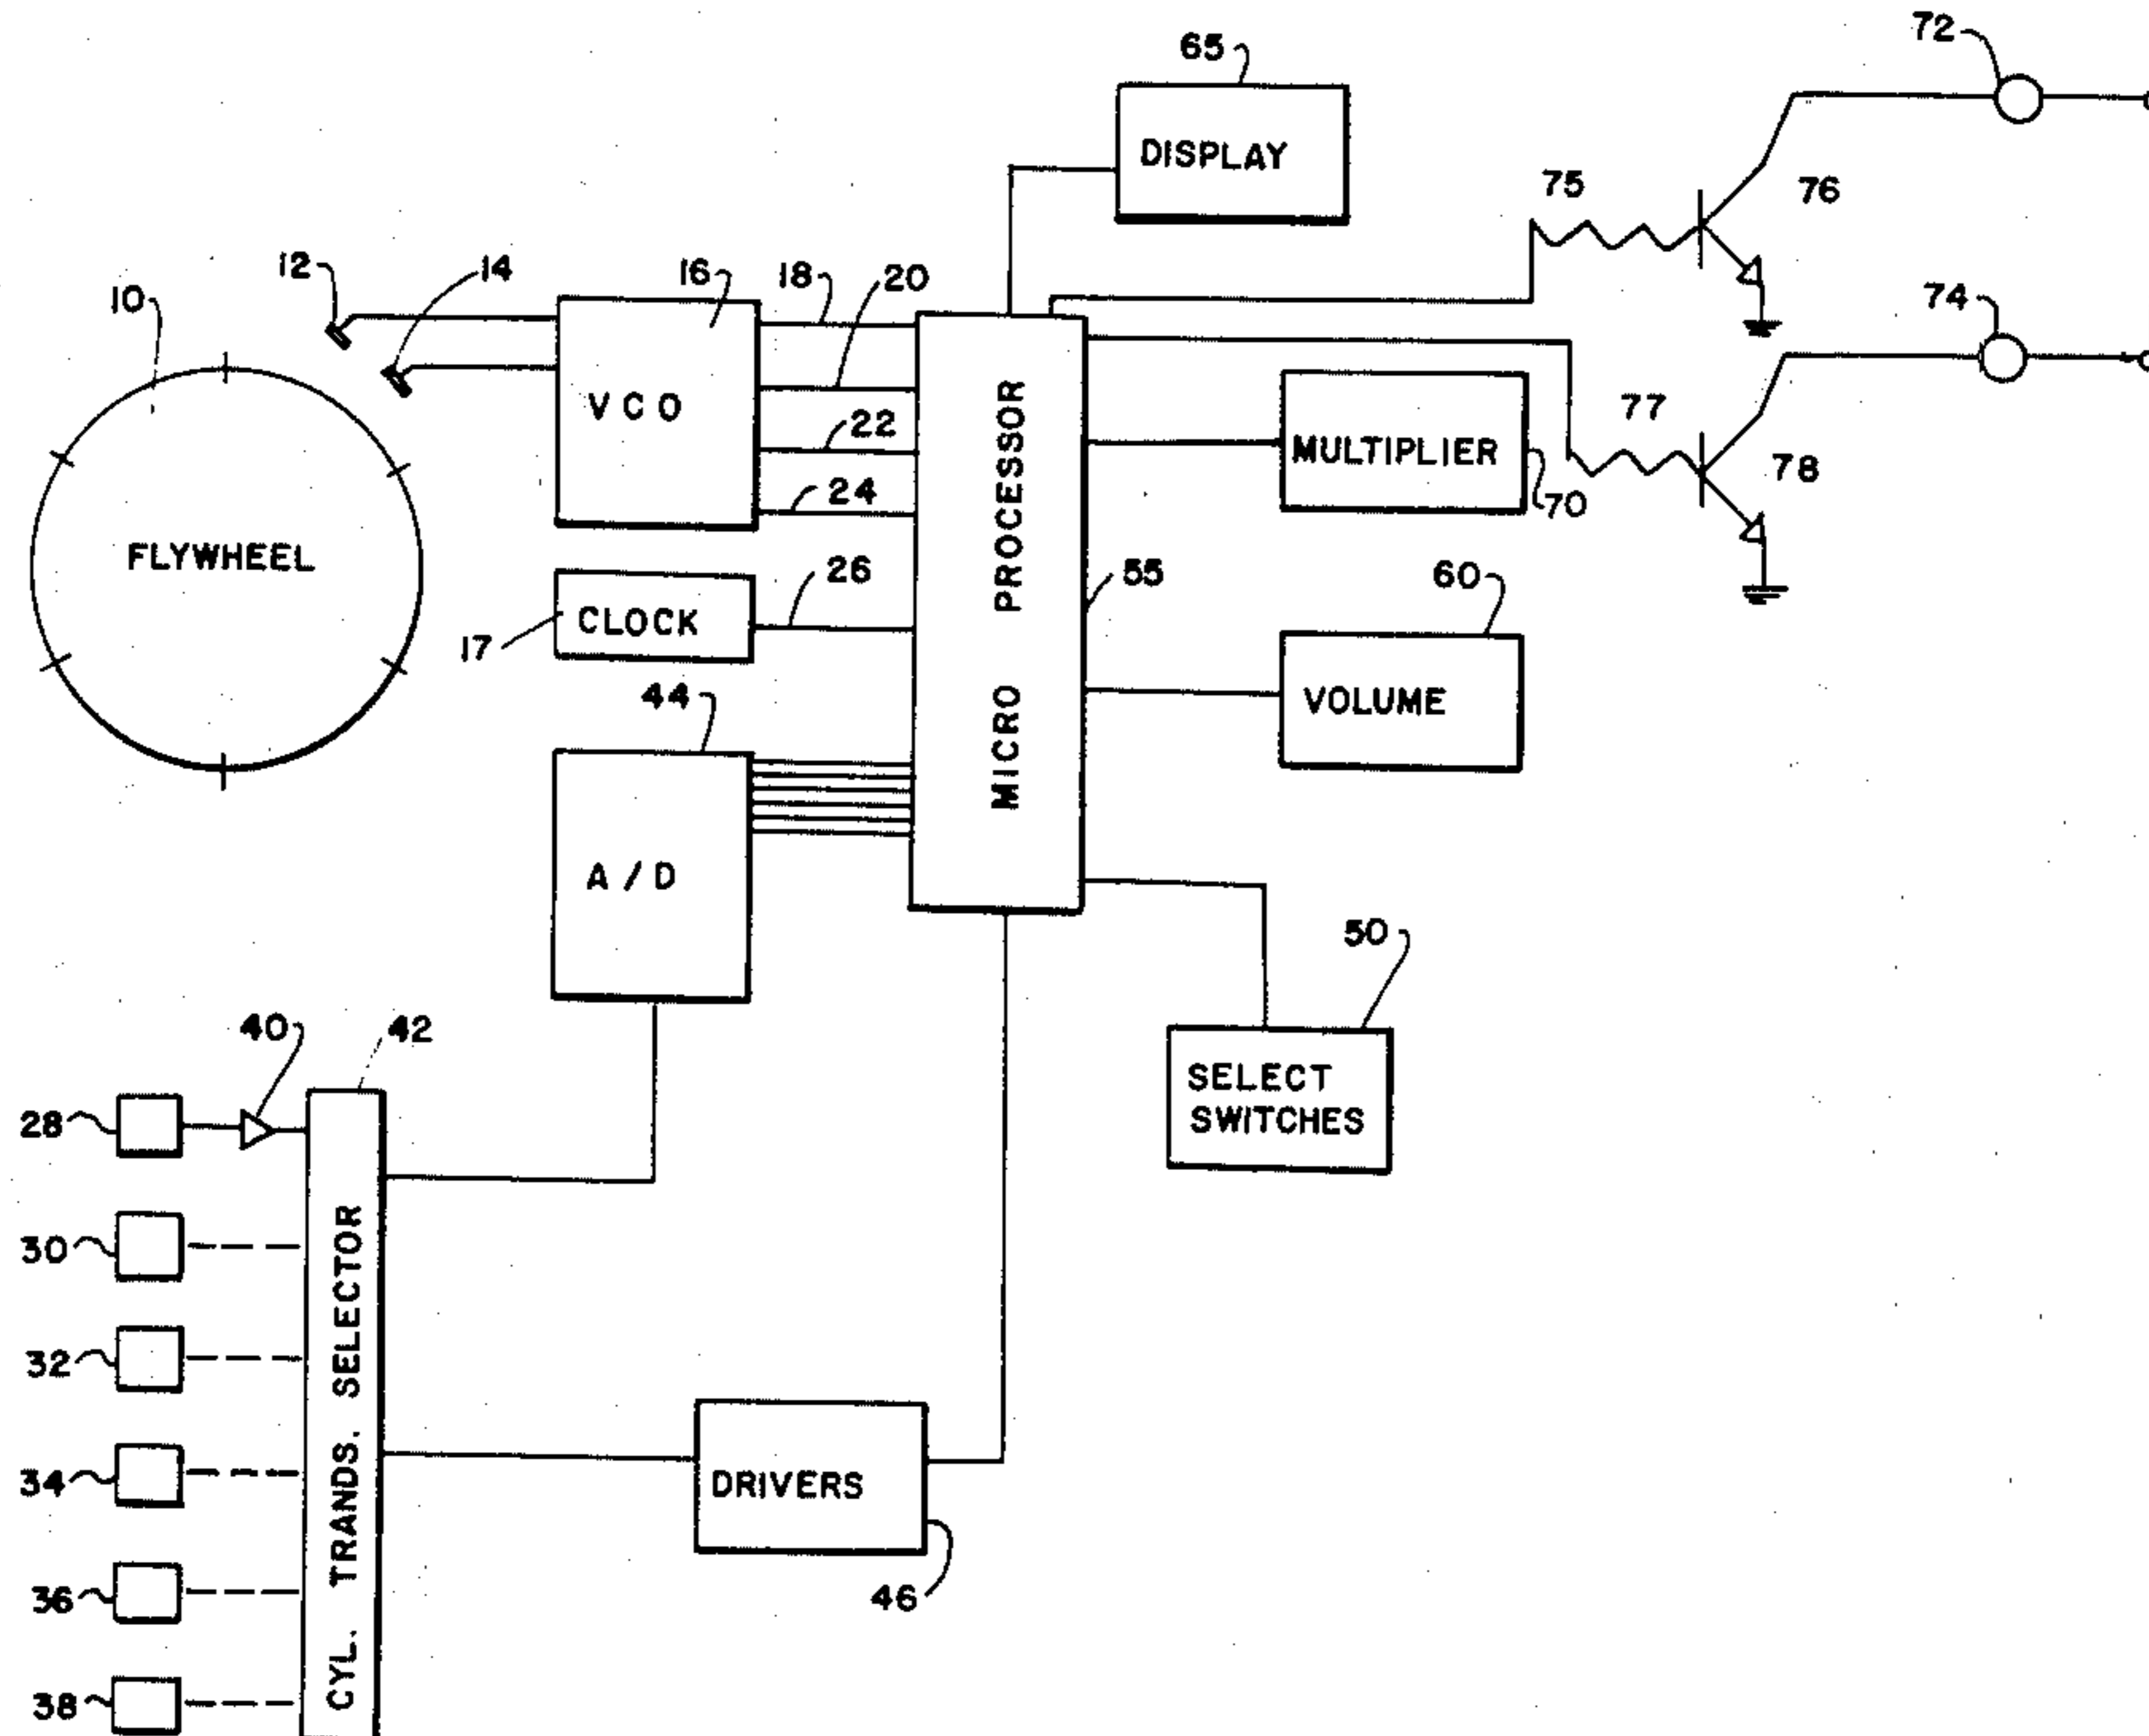 72
65
DISPLAY
75
76
12
14
16
18
20
10
74
VCO
22
MICRO PROCESSOR
77
MULTIPLIER
78
24
70
FLYWHEEL
26
55
60
CLOCK
17
44
VOLUME
A/D
50
40
42
SELECT
SWITCHES
28
30
CYL. TRANDS. SELECTOR
32
34
DRIVERS
36
46
38